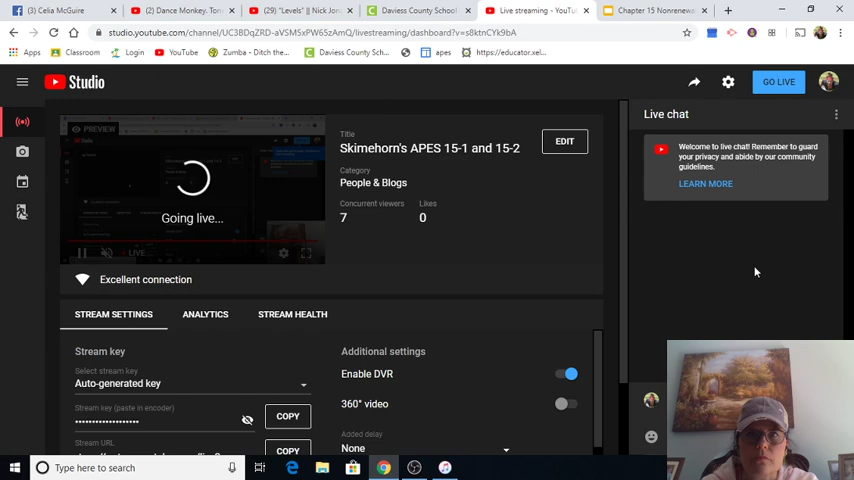 (3) Celia McGuire
(2) Dance Monkey. Ton
(29) "Levels" || Nick Jon
Daviess County School
Live streaming - YouTu
Chapter 15 Nonrenewa
studio.youtube.com/channel/UC3BDqZRD-aVSM5xPW65zAmQ/livestreaming/dashboard?v=s8ktnCYk9bA
Apps
Classroom
Login
YouTube
Zumba - Ditch the...
Daviess County Sch...
apes
https://educator.xel...
Studio
GO LIVE
PREVIEW
Going live...
LIVE
Title
Skimehorn's APES 15-1 and 15-2
EDIT
Category
People & Blogs
Concurrent viewers
Likes
7
0
Excellent connection
Live chat
Welcome to live chat! Remember to guard
your privacy and abide by our community
guidelines.
LEARN MORE
STREAM SETTINGS
ANALYTICS
STREAM HEALTH
Stream key
Select stream key
Auto-generated key
Stream key (paste in encoder)
•••••••••••••••••••
COPY
Stream URL
COPY
Additional settings
Enable DVR
360° video
Added delay
None
Type here to search